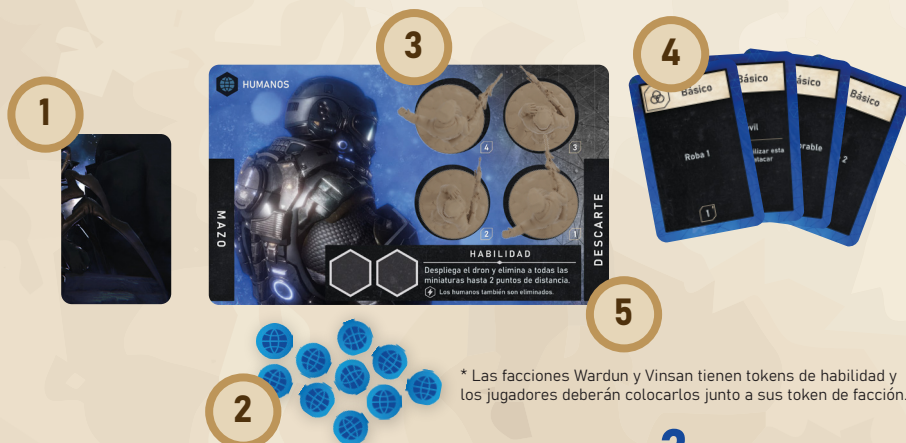 1
3
4
HUMANOS
MAZO
4
3
2
1
DESCARTE
HABILIDAD
Despliega el dron y elimina a todas las
miniaturas hasta 2 puntos de distancia.
Los humanos también son eliminados.
Básico
Roba 1
1
Básico
Básico
2
5
* Las facciones Wardun y Vinsan tienen tokens de habilidad y
los jugadores deberán colocarlos junto a sus token de facción.
2